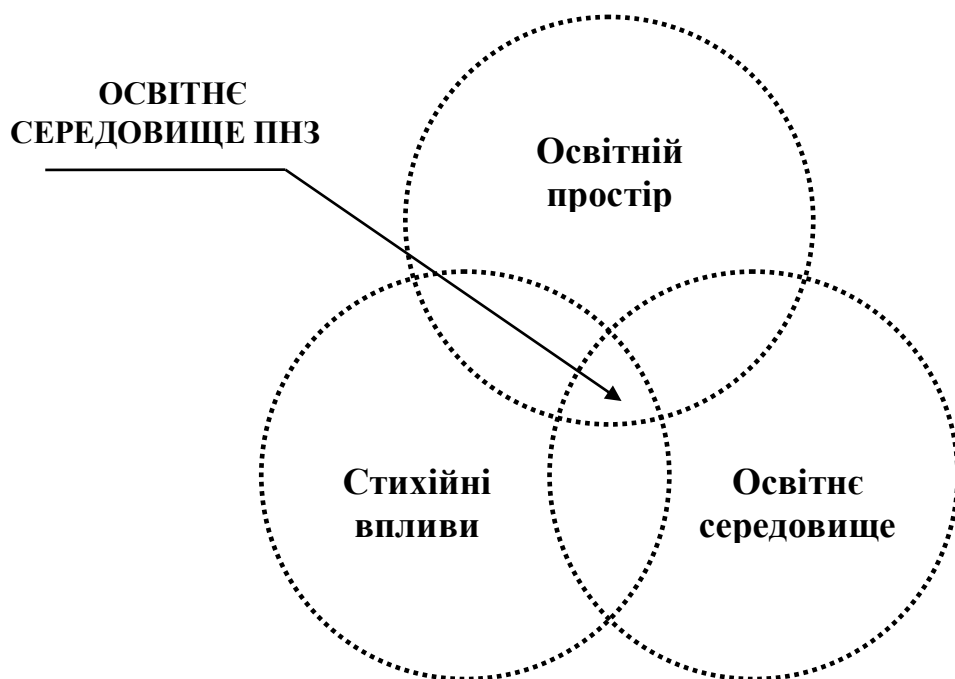 ОСВІТНЄ
СЕРЕДОВИЩЕ ПНЗ
Освітній
простір
Стихійні
впливи
Освітнє
середовище